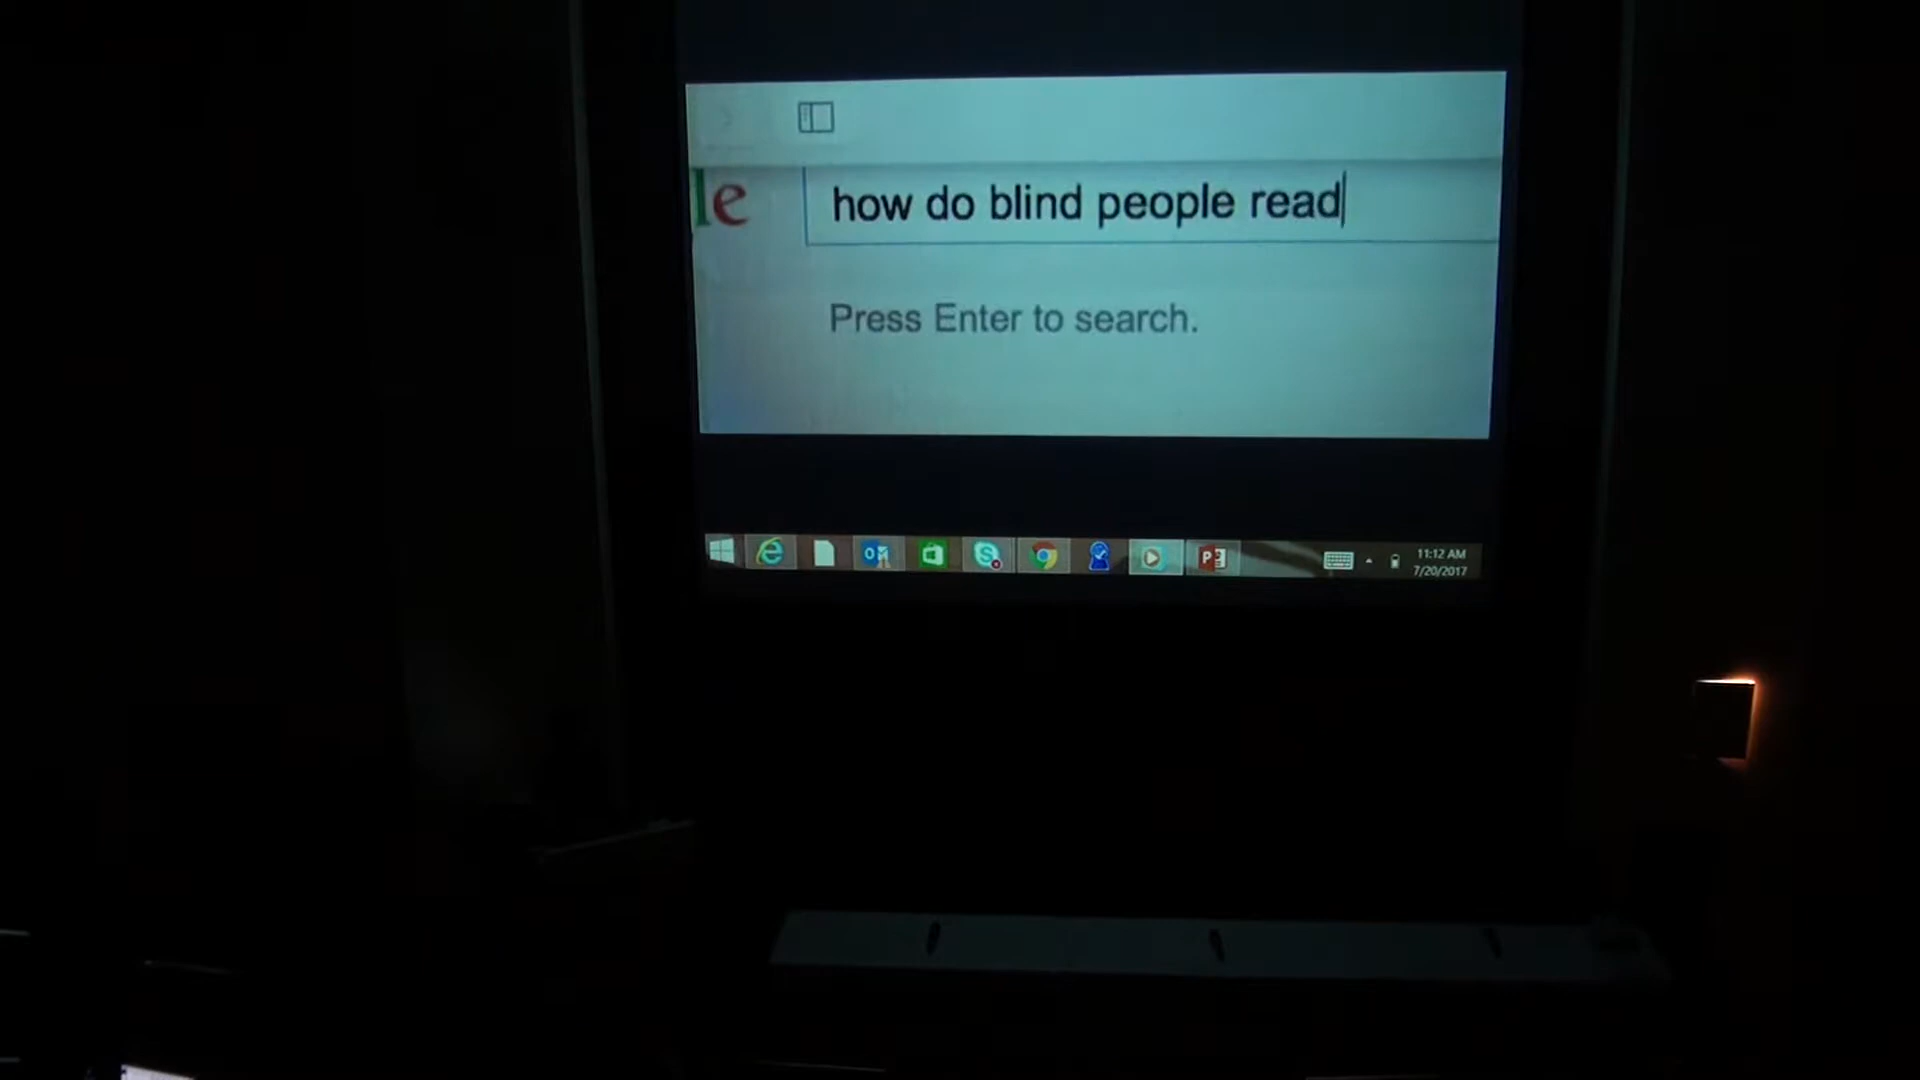 le
how do blind people read
Press Enter to search.
11:12 AM
7/20/2017